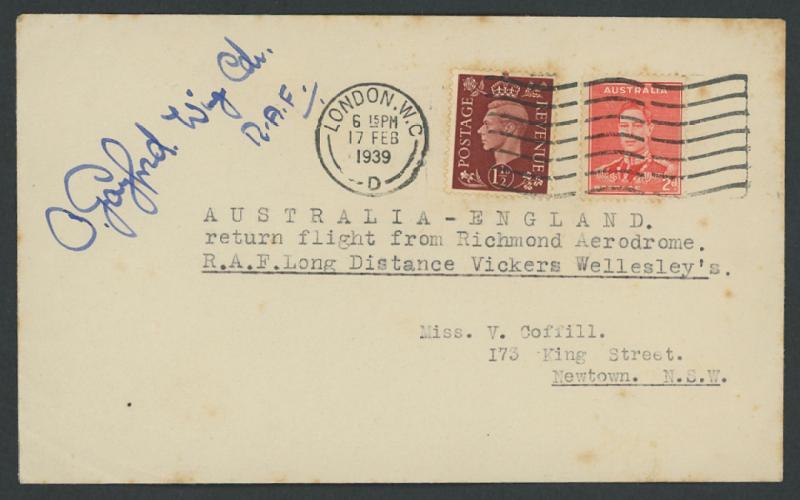 O. Gayford. Wing Cdr.
R.A.F.
LONDON.W.C
6 15PM
17 FEB
1939
D
POSTAGE
REVENUE
1½D
AUSTRALIA
2D
AUSTRALIA-ENGLAND.
return flight from Richmond Aerodrome.
R.A.F.Long Distance Vickers Wellesley's.
Miss. V. Coffill.
173 King Street.
Newtown. N.S.W.